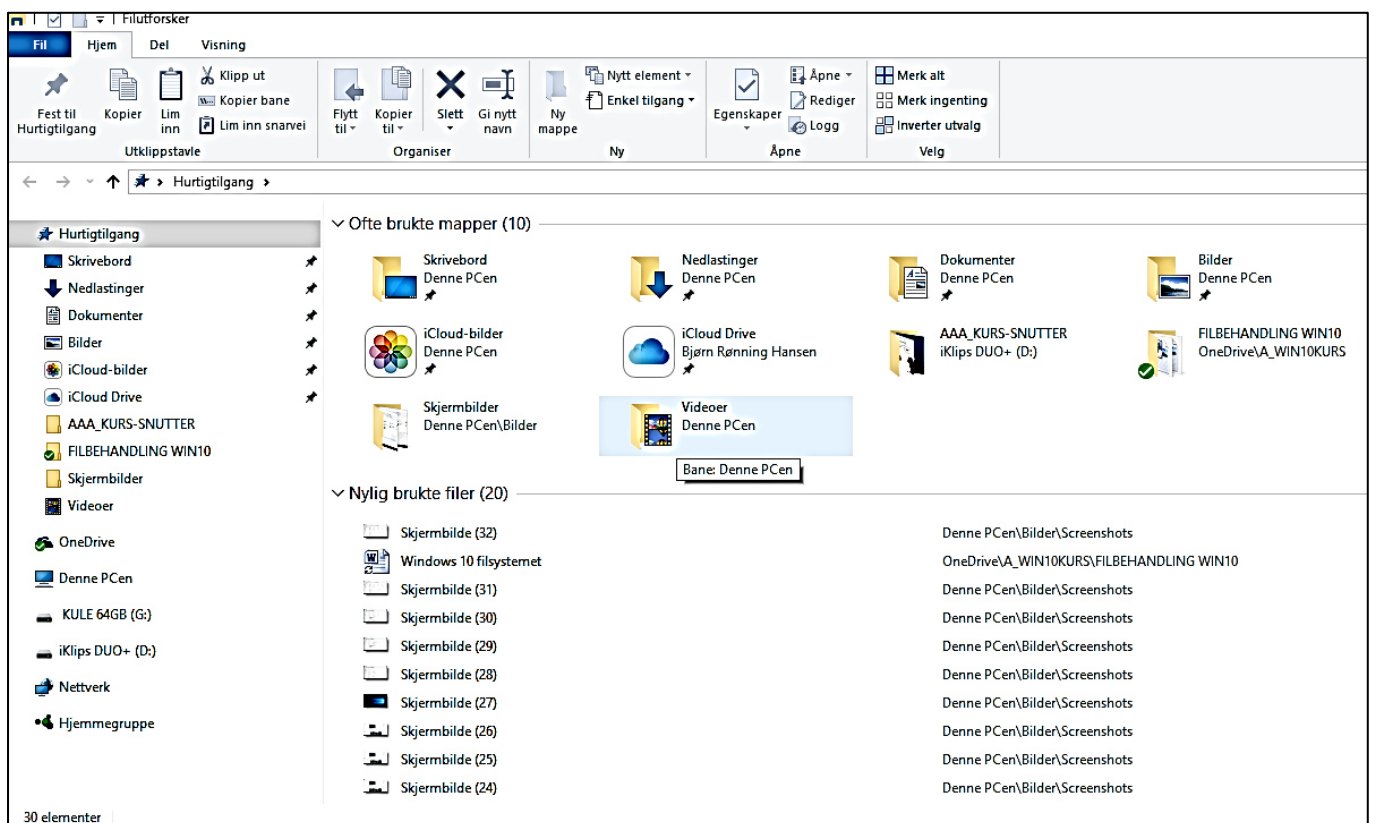 Filutforsker
Fil Hjem Del Visning
Fest til Hurtigtilgang
Kopier
Lim inn
Klipp ut
Kopier bane
Lim inn snarvei
Utklippstavle
Flytt til
Kopier til
Slett
Gi nytt navn
Organiser
Ny mappe
Nytt element
Enkel tilgang
Ny
Egenskaper
Åpne
Rediger
Logg
Åpne
Merk alt
Merk ingenting
Inverter utvalg
Velg
Hurtigtilgang
Hurtigtilgang
Skrivebord
Nedlastinger
Dokumenter
Bilder
iCloud-bilder
iCloud Drive
AAA_KURS-SNUTTER
FILBEHANDLING WIN10
Skjermbilder
Videoer
OneDrive
Denne PCen
KULE 64GB (G:)
iKlips DUO+ (D:)
Nettverk
Hjemmegruppe
Ofte brukte mapper (10)
Skrivebord
Denne PCen
Nedlastinger
Denne PCen
Dokumenter
Denne PCen
Bilder
Denne PCen
iCloud-bilder
Denne PCen
iCloud Drive
Bjørn Rønning Hansen
AAA_KURS-SNUTTER
iKlips DUO+ (D:)
FILBEHANDLING WIN10
OneDrive\A_WIN10KURS
Skjermbilder
Denne PCen\Bilder
Videoer
Denne PCen
Bane: Denne PCen
Nylig brukte filer (20)
Skjermbilde (32) Denne PCen\Bilder\Screenshots
Windows 10 filsystemet OneDrive\A_WIN10KURS\FILBEHANDLING WIN10
Skjermbilde (31) Denne PCen\Bilder\Screenshots
Skjermbilde (30) Denne PCen\Bilder\Screenshots
Skjermbilde (29) Denne PCen\Bilder\Screenshots
Skjermbilde (28) Denne PCen\Bilder\Screenshots
Skjermbilde (27) Denne PCen\Bilder\Screenshots
Skjermbilde (26) Denne PCen\Bilder\Screenshots
Skjermbilde (25) Denne PCen\Bilder\Screenshots
Skjermbilde (24) Denne PCen\Bilder\Screenshots
30 elementer